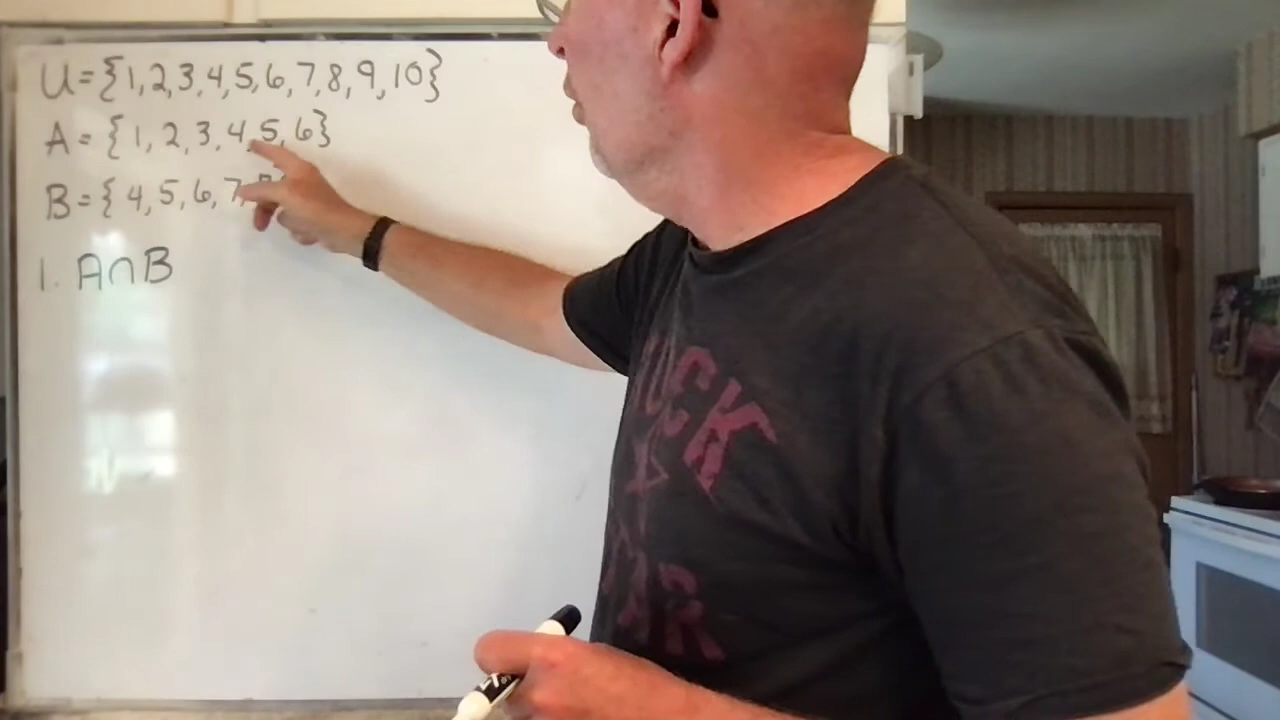 U={1,2,3,4,5,6,7,8,9,10}
A={1,2,3,4,5,6}
B={4,5,6,7,
1. A∩B